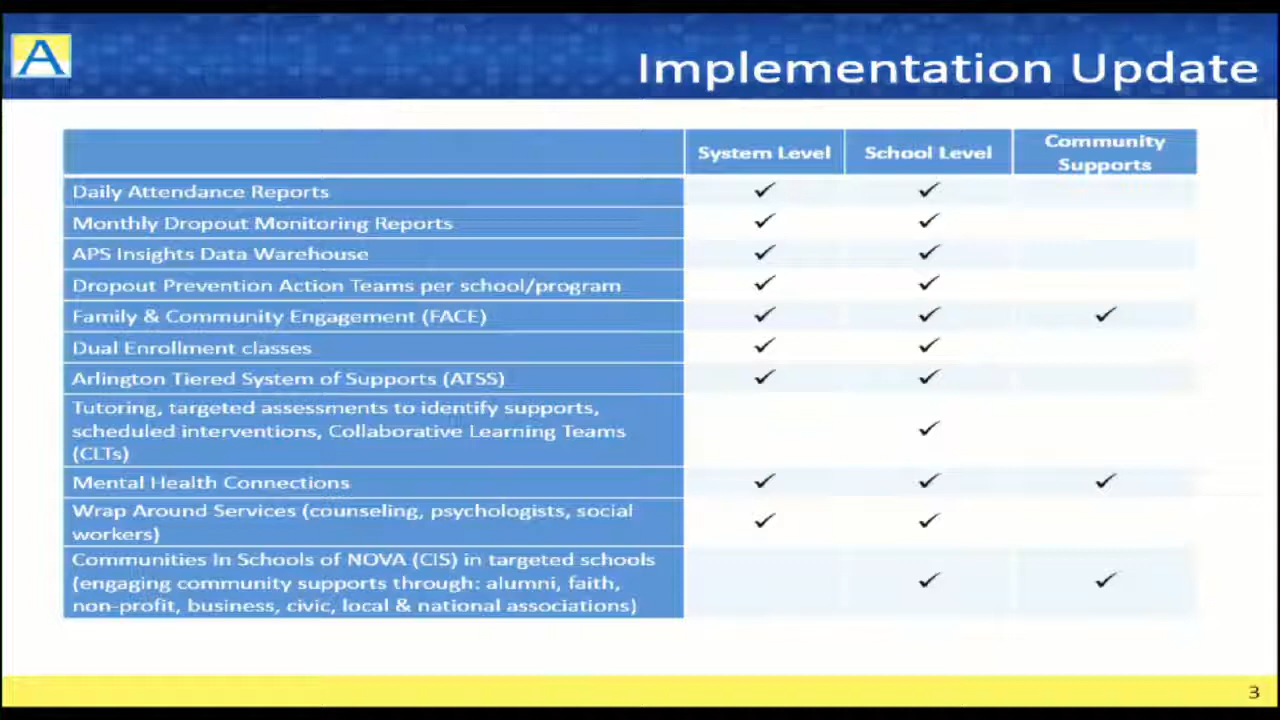 A
Implementation Update
System Level School Level Community Supports
Daily Attendance Reports ✓ ✓
Monthly Dropout Monitoring Reports ✓ ✓
APS Insights Data Warehouse ✓ ✓
Dropout Prevention Action Teams per school/program ✓ ✓
Family & Community Engagement (FACE) ✓ ✓ ✓
Dual Enrollment classes ✓ ✓
Arlington Tiered System of Supports (ATSS) ✓ ✓
Tutoring, targeted assessments to identify supports,
scheduled interventions, Collaborative Learning Teams ✓
(CLTs)
Mental Health Connections ✓ ✓ ✓
Wrap Around Services (counseling, psychologists, social ✓ ✓
workers)
Communities In Schools of NOVA (CIS) in targeted schools
(engaging community supports through: alumni, faith, ✓ ✓
non-profit, business, civic, local & national associations)
3